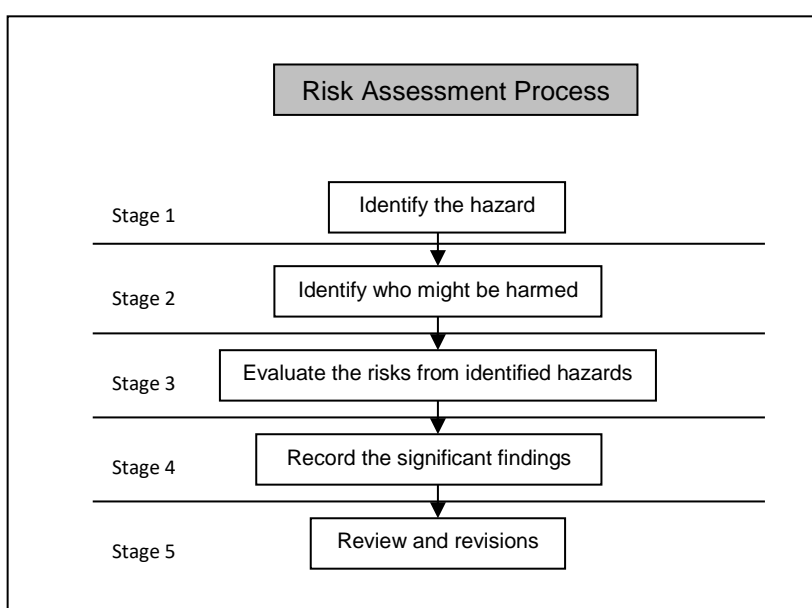 Risk Assessment Process
Stage 1
Identify the hazard
Stage 2
Identify who might be harmed
Stage 3
Evaluate the risks from identified hazards
Stage 4
Record the significant findings
Stage 5
Review and revisions